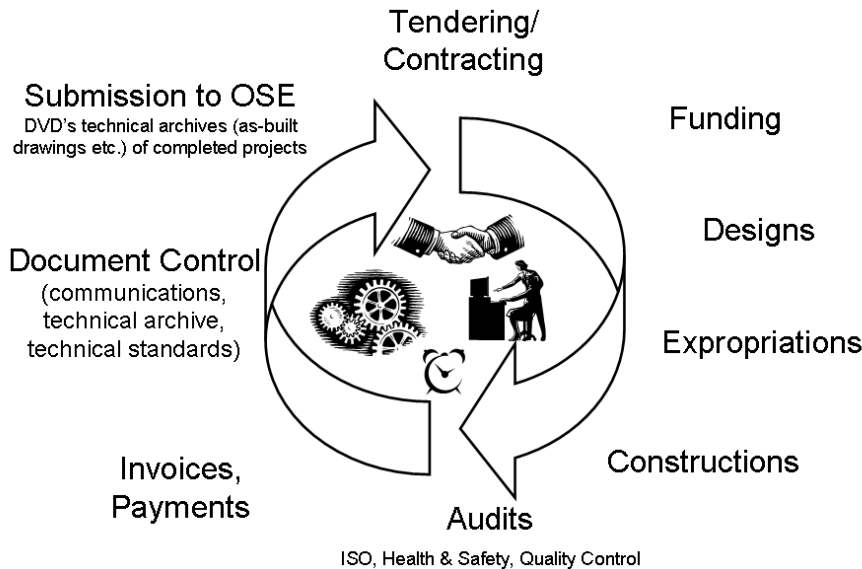 Tendering/
Contracting
Funding
Designs
Expropriations
Constructions
Audits
ISO, Health & Safety, Quality Control
Invoices,
Payments
Document Control
(communications,
technical archive,
technical standards)
Submission to OSE
DVD's technical archives (as-built
drawings etc.) of completed projects